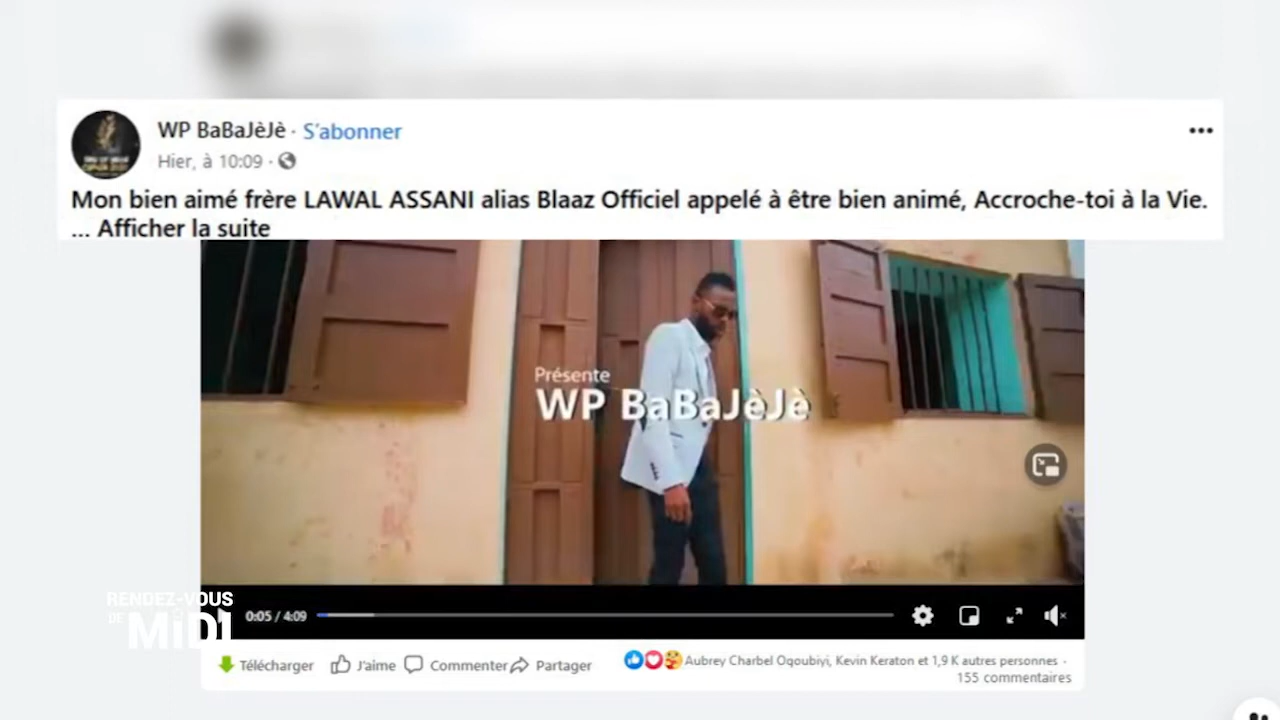 WP BaBaJèJè · S'abonner
Hier, à 10:09 ·
Mon bien aimé frère LAWAL ASSANI alias Blaaz Officiel appelé à être bien animé, Accroche-toi à la Vie.
... Afficher la suite
Présente
WP BaBaJèJè
RENDEZ-VOUS
DE MiDI
0:05 / 4:09
Télécharger J'aime Commenter Partager
Aubrey Charbel Ogoubiyi, Kevin Keraton et 1,9 K autres personnes ·
155 commentaires